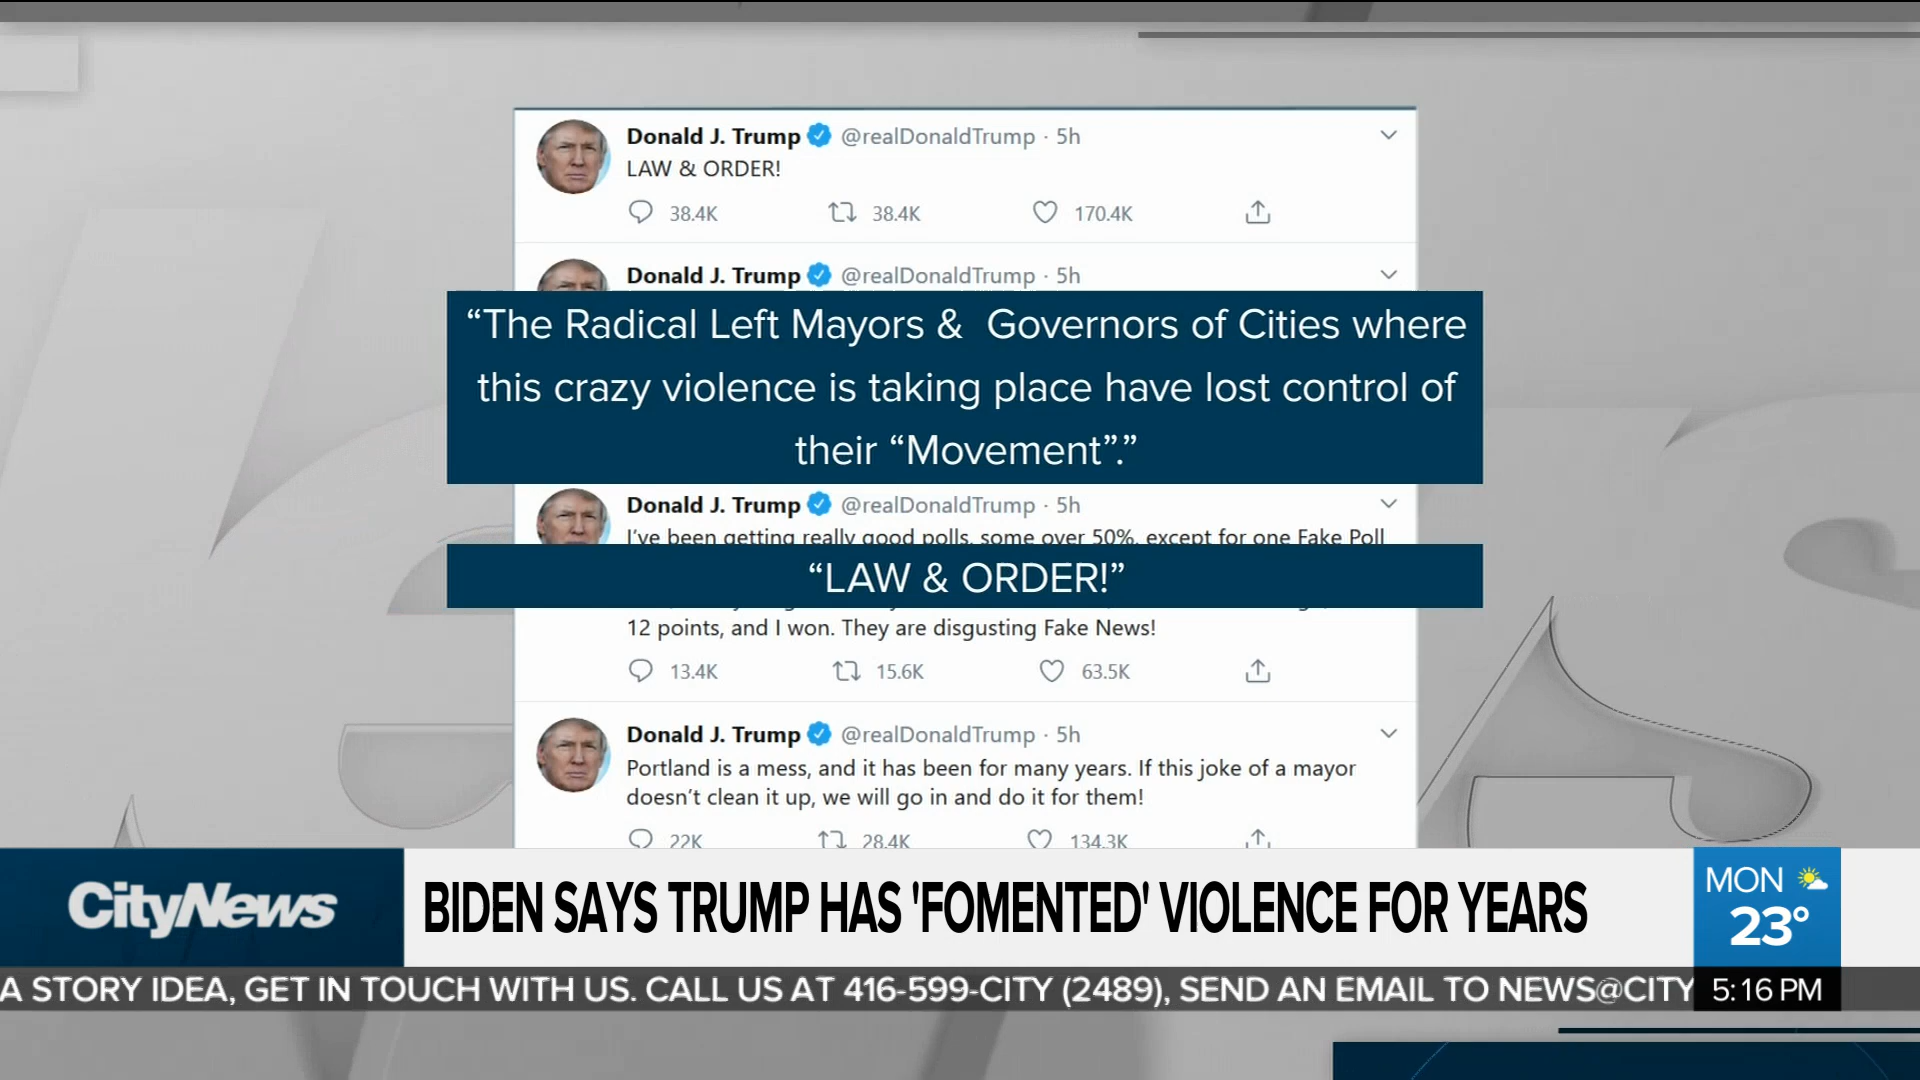 Donald J. Trump @realDonaldTrump · 5h
LAW & ORDER!
38.4K 38.4K 170.4K
Donald J. Trump @realDonaldTrump · 5h
“The Radical Left Mayors & Governors of Cities where
this crazy violence is taking place have lost control of
their “Movement”.”
Donald J. Trump @realDonaldTrump · 5h
I’ve been getting really good polls, some over 50%, except for one Fake Poll
“LAW & ORDER!”
12 points, and I won. They are disgusting Fake News!
13.4K 15.6K 63.5K
Donald J. Trump @realDonaldTrump · 5h
Portland is a mess, and it has been for many years. If this joke of a mayor
doesn’t clean it up, we will go in and do it for them!
22K 28.4K 134.3K
CityNews
BIDEN SAYS TRUMP HAS 'FOMENTED' VIOLENCE FOR YEARS
MON
23°
A STORY IDEA, GET IN TOUCH WITH US. CALL US AT 416-599-CITY (2489), SEND AN EMAIL TO NEWS@CITY
5:16 PM